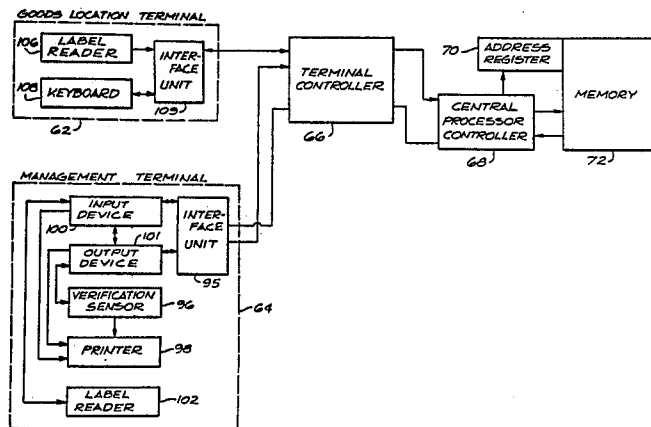 GOODS LOCATION TERMINAL
106
LABEL
READER
108
KEYBOARD
INTER-
FACE
UNIT
109
62
TERMINAL
CONTROLLER
66
70
ADDRESS
REGISTER
CENTRAL
PROCESSOR
CONTROLLER
68
MEMORY
72
MANAGEMENT TERMINAL
INPUT
DEVICE
100
101
OUTPUT
DEVICE
INTER-
FACE
UNIT
95
VERIFICATION
SENSOR
96
64
PRINTER
98
LABEL
READER
102